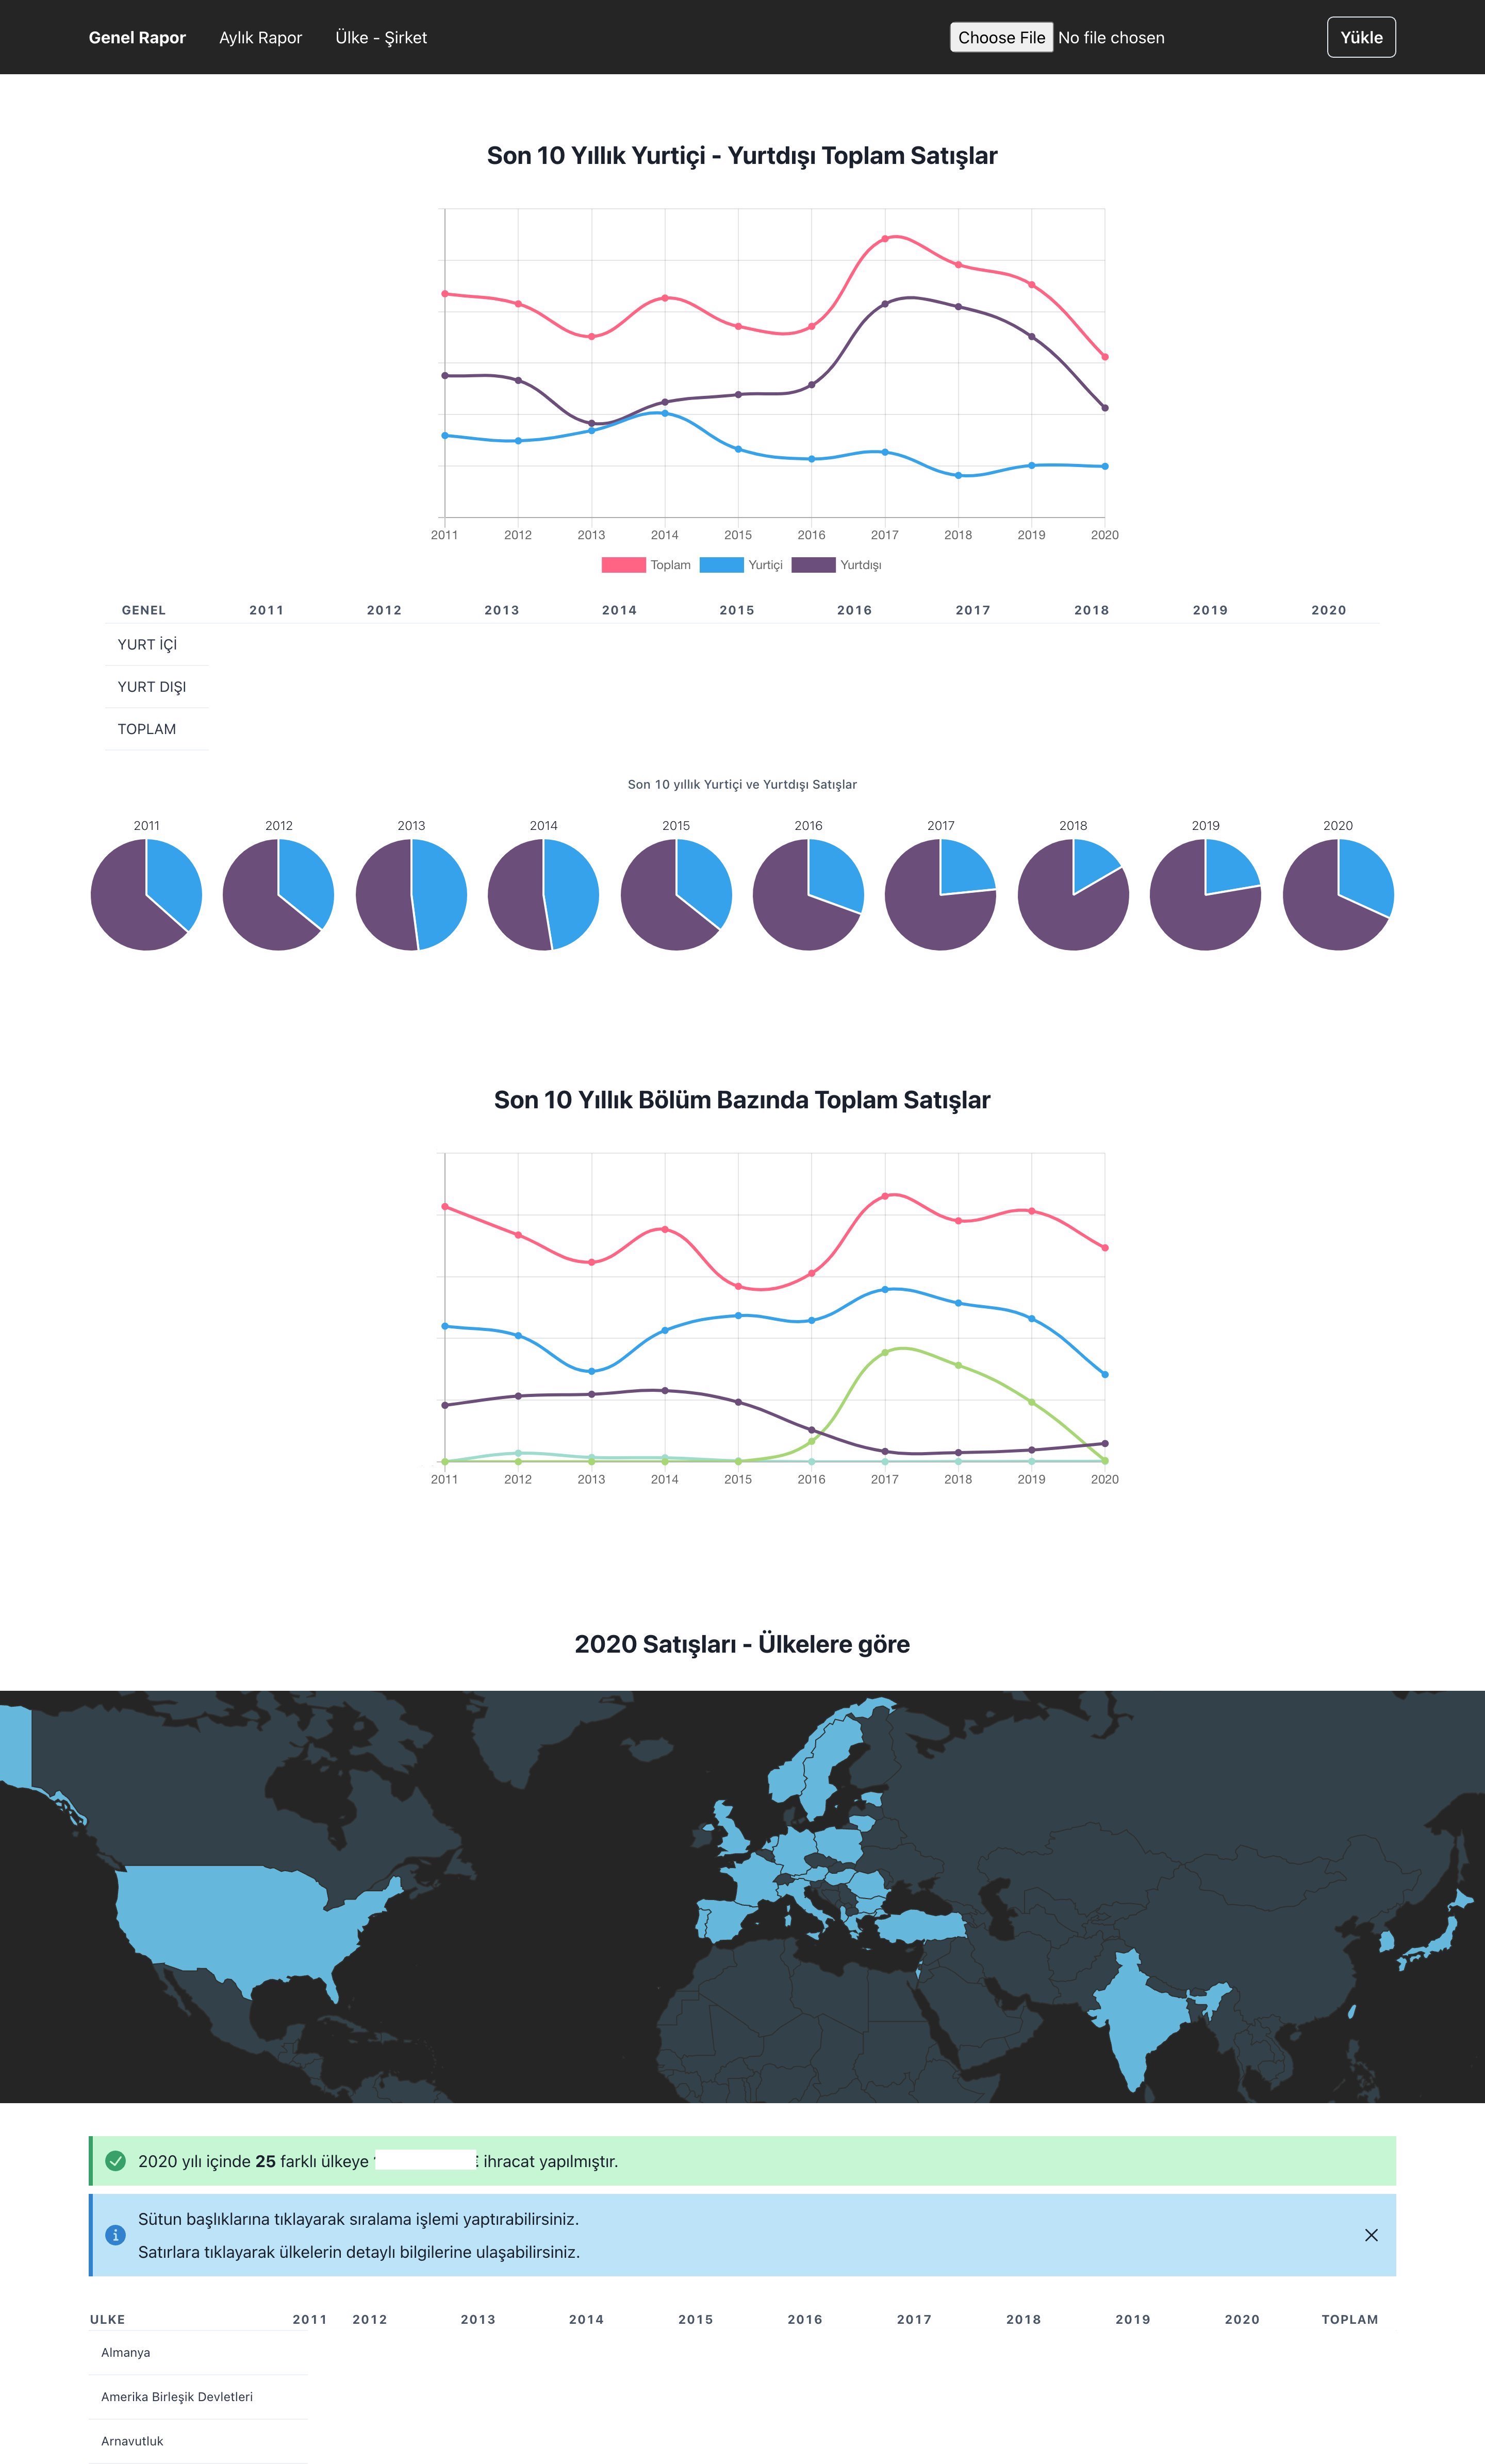 Genel Rapor Aylık Rapor Ülke - Şirket Choose File No file chosen Yükle
Son 10 Yıllık Yurtiçi - Yurtdışı Toplam Satışlar
2011 2012 2013 2014 2015 2016 2017 2018 2019 2020
Toplam Yurtiçi Yurtdışı
GENEL 2011 2012 2013 2014 2015 2016 2017 2018 2019 2020
YURT İÇİ
YURT DIŞI
TOPLAM
Son 10 yıllık Yurtiçi ve Yurtdışı Satışlar
2011 2012 2013 2014 2015 2016 2017 2018 2019 2020
Son 10 Yıllık Bölüm Bazında Toplam Satışlar
2011 2012 2013 2014 2015 2016 2017 2018 2019 2020
2020 Satışları - Ülkelere göre
2020 yılı içinde 25 farklı ülkeye ihracat yapılmıştır.
Sütun başlıklarına tıklayarak sıralama işlemi yaptırabilirsiniz.
Satırlara tıklayarak ülkelerin detaylı bilgilerine ulaşabilirsiniz.
ULKE 2011 2012 2013 2014 2015 2016 2017 2018 2019 2020 TOPLAM
Almanya
Amerika Birleşik Devletleri
Arnavutluk